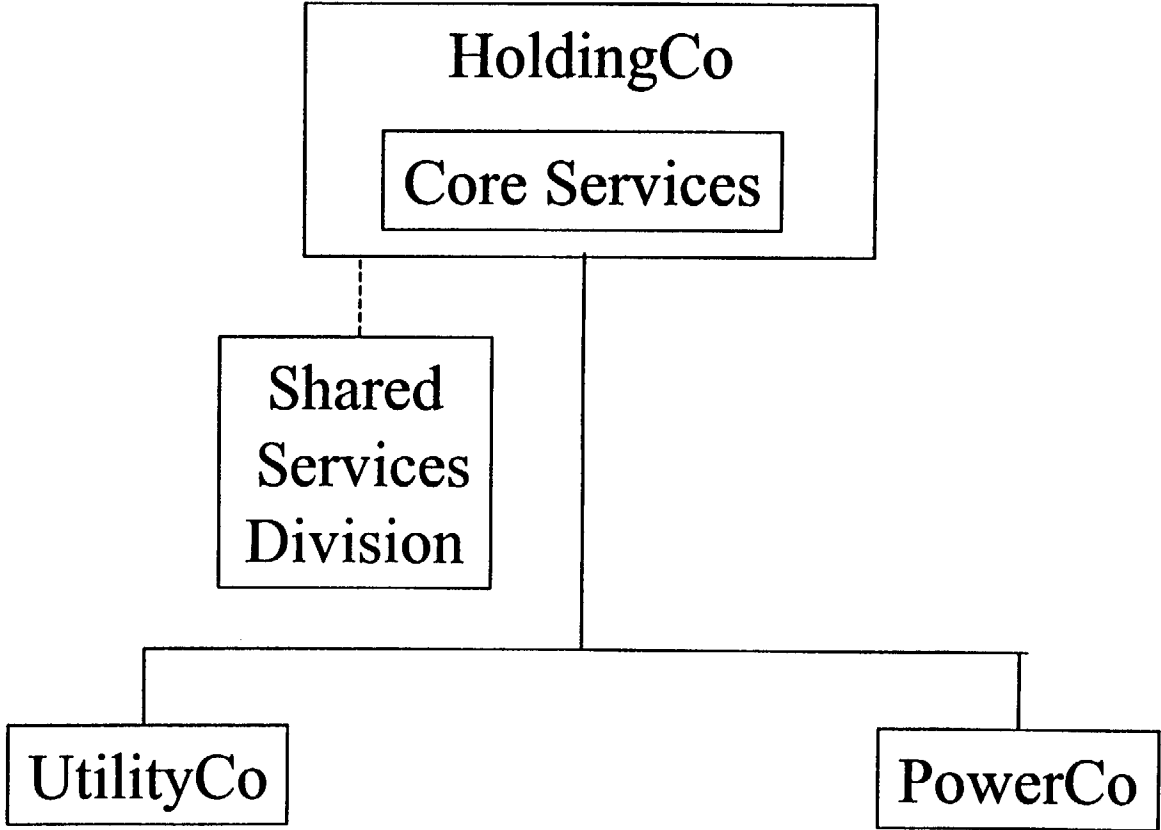 HoldingCo
Core Services
Shared
Services
Division
UtilityCo
PowerCo